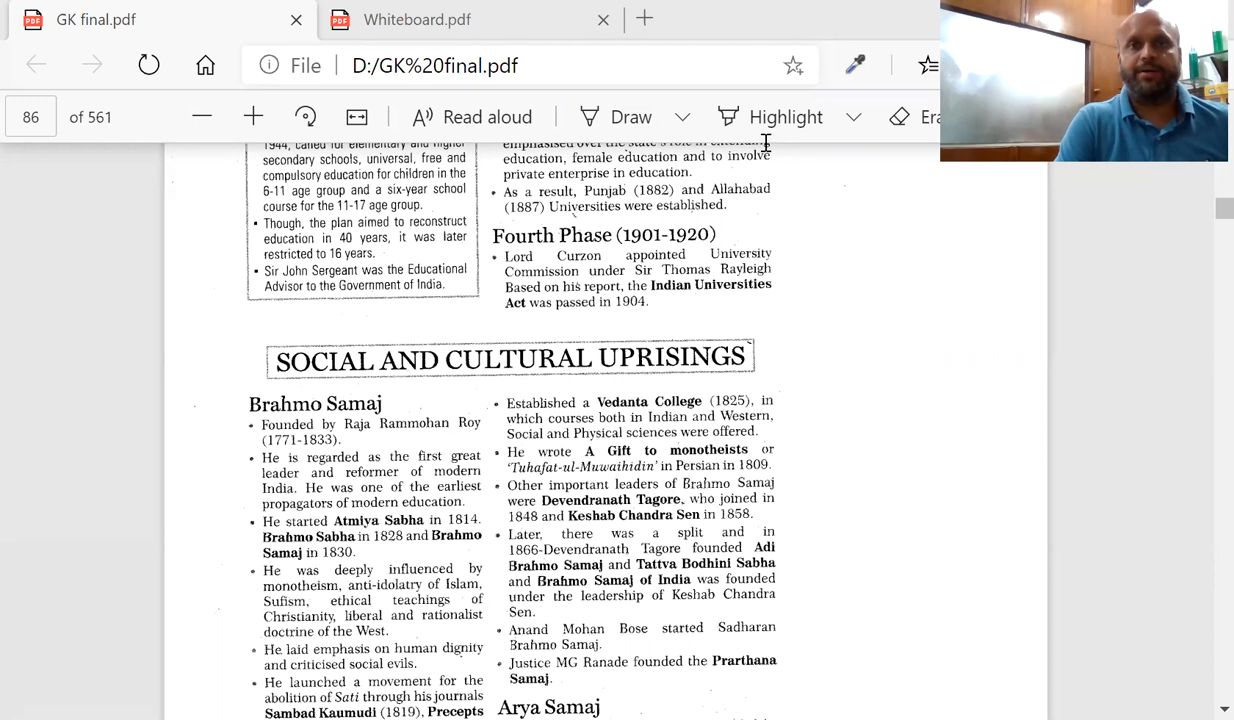 GK final.pdf
Whiteboard.pdf
File
D:/GK%20final.pdf
86
of 561
Read aloud
Draw
Highlight
1944, called for elementary and higher
secondary schools, universal, free and
compulsory education for children in the
6-11 age group and a six-year school
course for the 11-17 age group.
• Though, the plan aimed to reconstruct
education in 40 years, it was later
restricted to 16 years.
• Sir John Sergeant was the Educational
Advisor to the Government of India.
emphasised over the state's role in extending
education, female education and to involve
private enterprise in education.
• As a result, Punjab (1882) and Allahabad
(1887) Universities were established.
Fourth Phase (1901-1920)
• Lord Curzon appointed University
Commission under Sir Thomas Rayleigh
Based on his report, the Indian Universities
Act was passed in 1904.
SOCIAL AND CULTURAL UPRISINGS
Brahmo Samaj
• Founded by Raja Rammohan Roy
(1771-1833).
• He is regarded as the first great
leader and reformer of modern
India. He was one of the earliest
propagators of modern education.
• He started Atmiya Sabha in 1814.
Brahmo Sabha in 1828 and Brahmo
Samaj in 1830.
• He was deeply influenced by
monotheism, anti-idolatry of Islam,
Sufism, ethical teachings of
Christianity, liberal and rationalist
doctrine of the West.
• He laid emphasis on human dignity
and criticised social evils.
• He launched a movement for the
abolition of Sati through his journals
Sambad Kaumudi (1819), Precepts
• Established a Vedanta College (1825), in
which courses both in Indian and Western,
Social and Physical sciences were offered.
• He wrote A Gift to monotheists or
'Tuhafat-ul-Muwaihidin' in Persian in 1809.
• Other important leaders of Brahmo Samaj
were Devendranath Tagore, who joined in
1848 and Keshab Chandra Sen in 1858.
• Later, there was a split and in
1866-Devendranath Tagore founded Adi
Brahmo Samaj and Tattva Bodhini Sabha
and Brahmo Samaj of India was founded
under the leadership of Keshab Chandra
Sen.
• Anand Mohan Bose started Sadharan
Brahmo Samaj.
• Justice MG Ranade founded the Prarthana
Samaj.
Arya Samaj